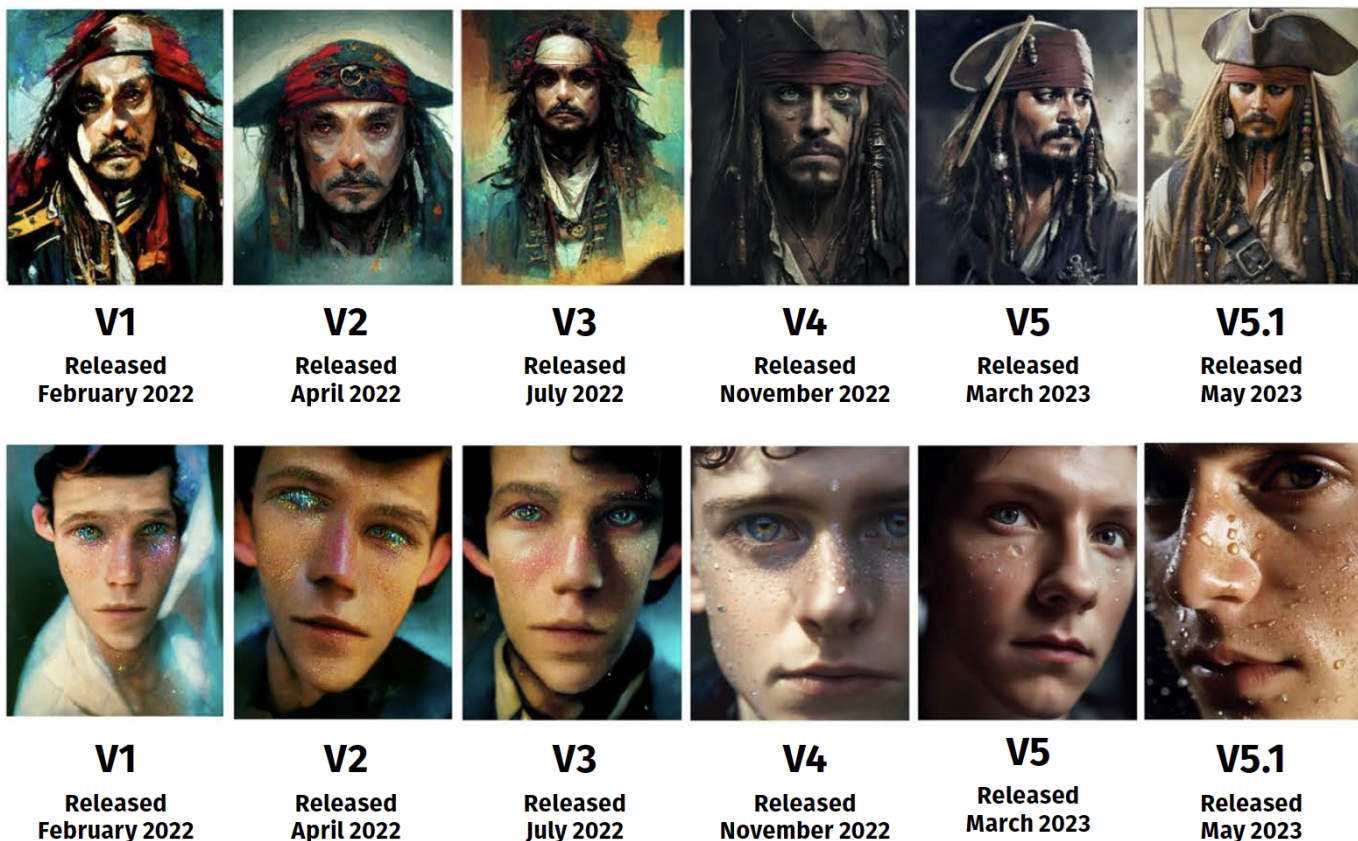 V1
Released
February 2022
V2
Released
April 2022
V3
Released
July 2022
V4
Released
November 2022
V5
Released
March 2023
V5.1
Released
May 2023
V1
Released
February 2022
V2
Released
April 2022
V3
Released
July 2022
V4
Released
November 2022
V5
Released
March 2023
V5.1
Released
May 2023